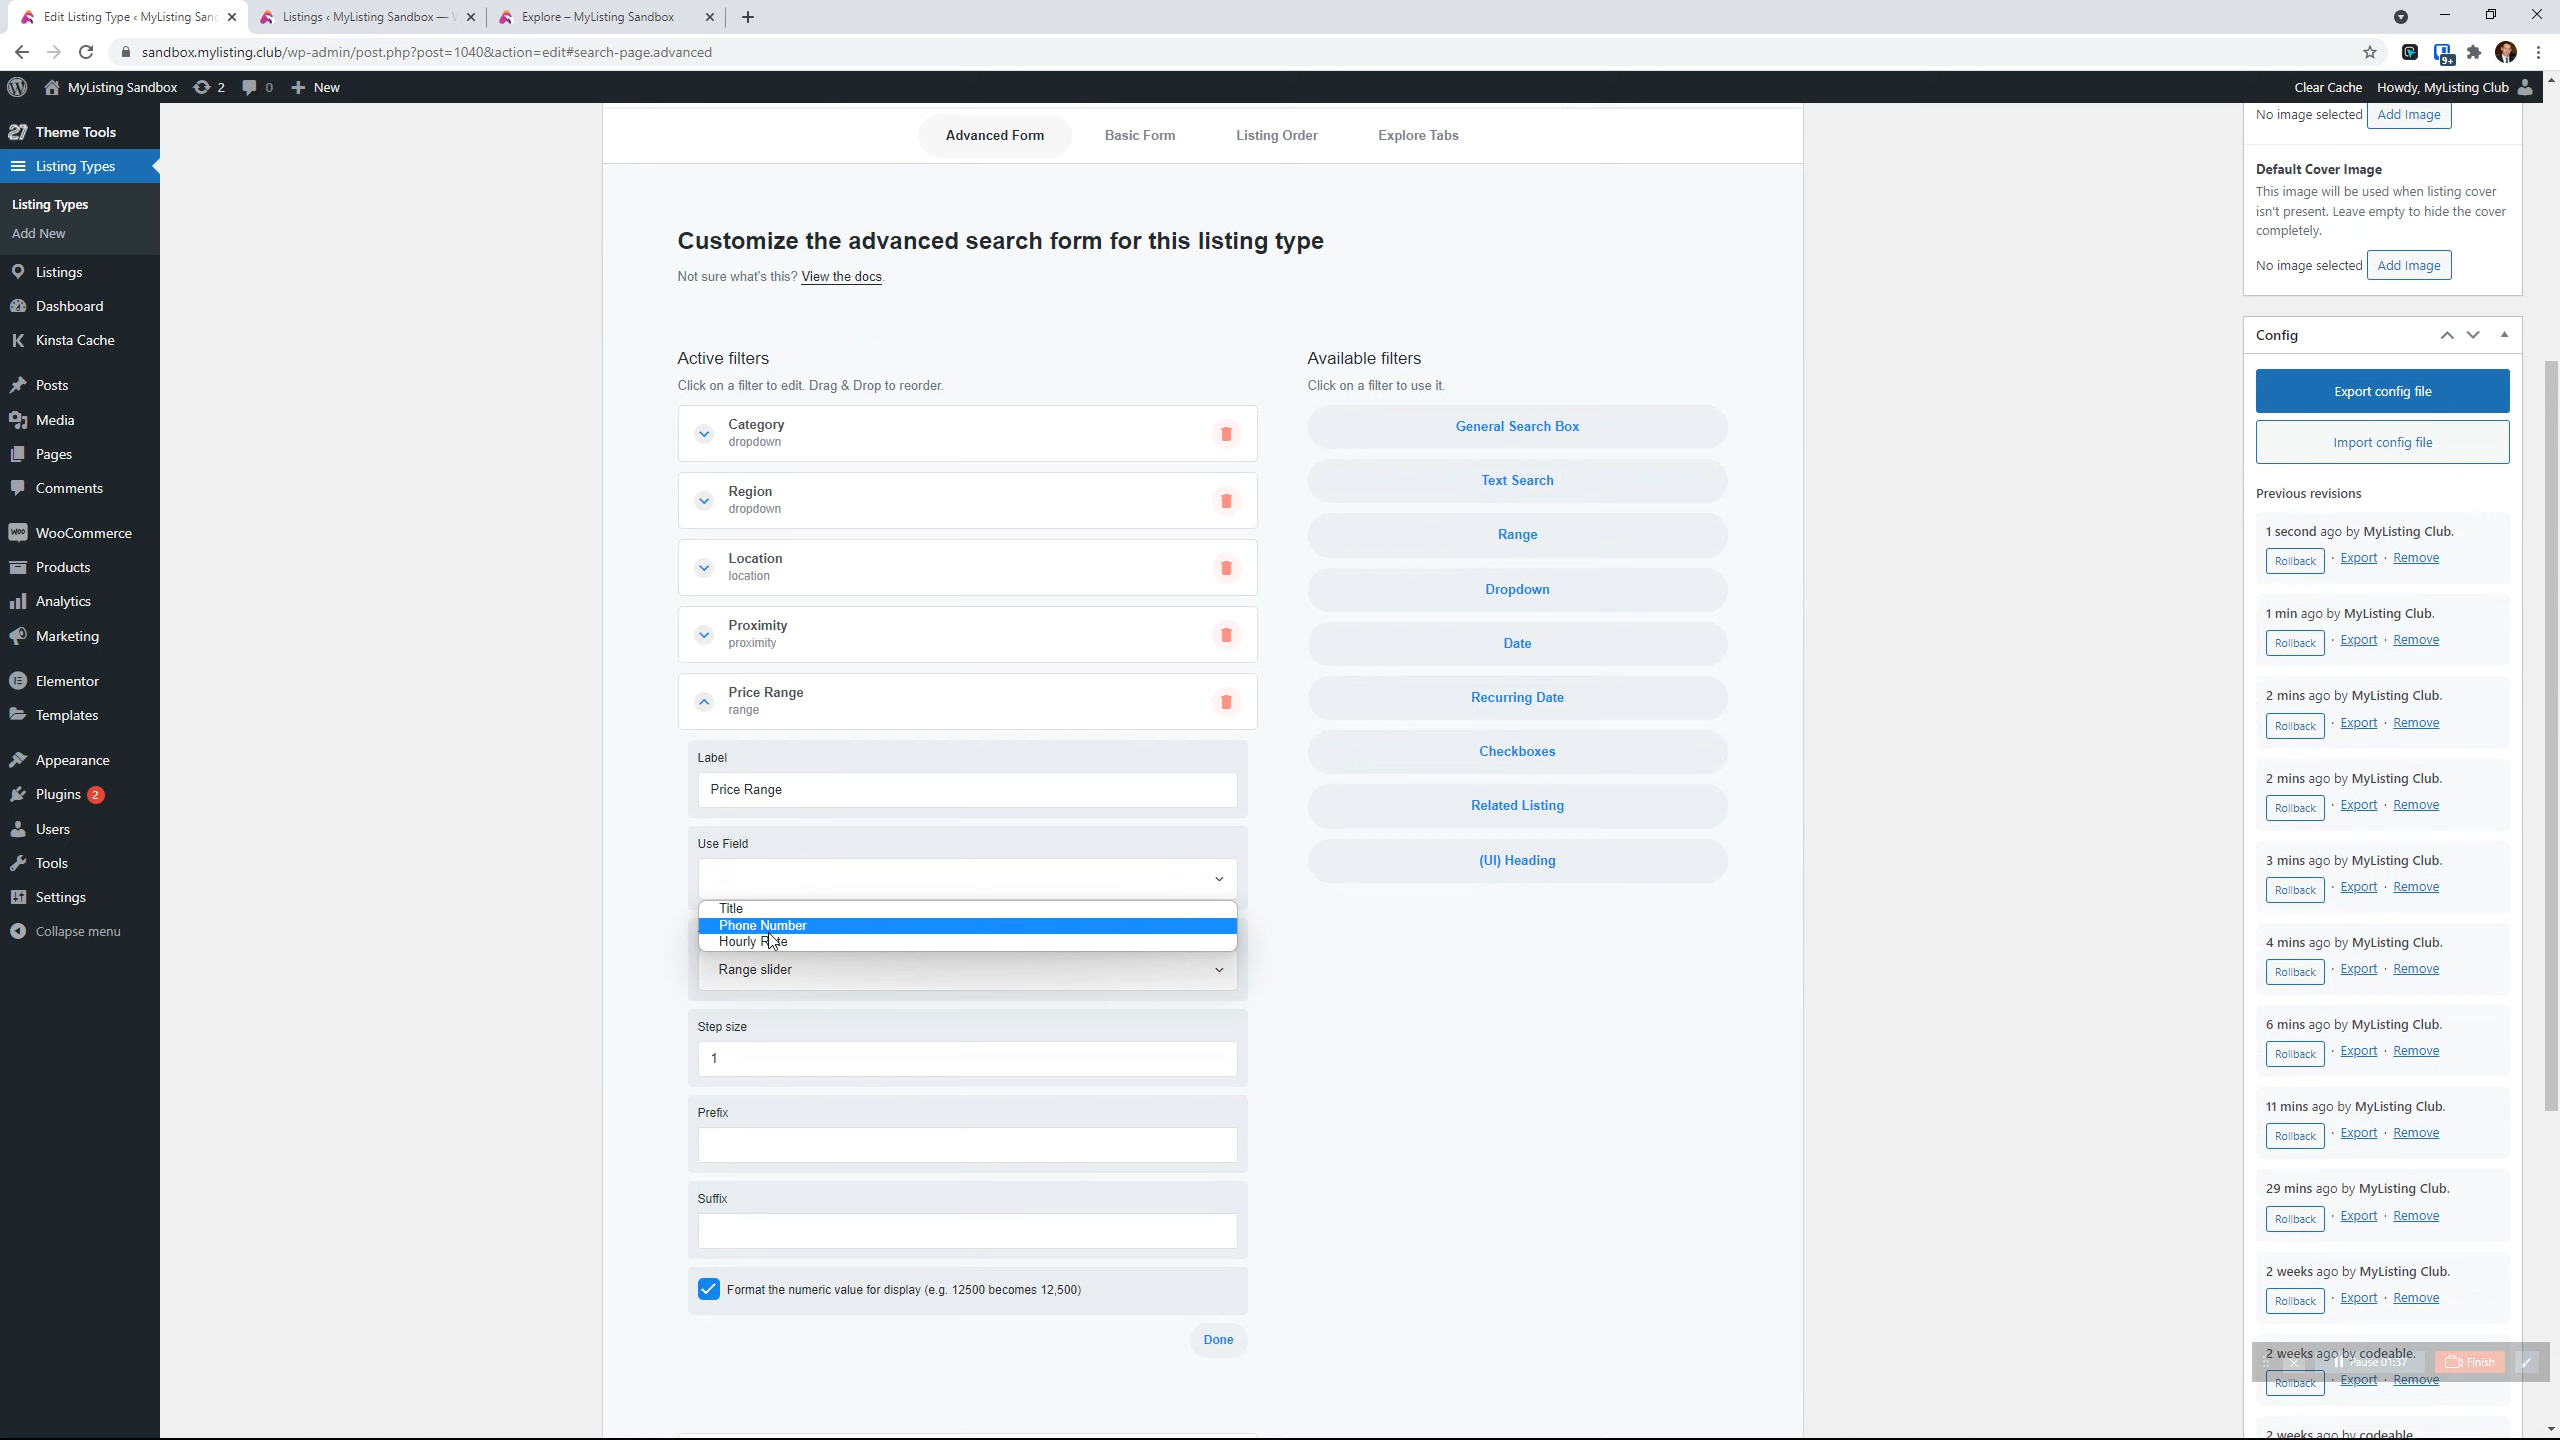 Edit Listing Type ‹ MyListing San
Listings ‹ MyListing Sandbox —
Explore – MyListing Sandbox
sandbox.mylisting.club/wp-admin/post.php?post=1040&action=edit#search-page.advanced
9+
MyListing Sandbox
2
0
New
Clear Cache
Howdy, MyListing Club
27 Theme Tools
Listing Types
Listing Types
Add New
Listings
Dashboard
Kinsta Cache
Posts
Media
Pages
Comments
WooCommerce
Products
Analytics
Marketing
Elementor
Templates
Appearance
Plugins 2
Users
Tools
Settings
Collapse menu
Advanced Form
Basic Form
Listing Order
Explore Tabs
Customize the advanced search form for this listing type
Not sure what's this? View the docs.
Active filters
Click on a filter to edit. Drag & Drop to reorder.
Category
dropdown
Region
dropdown
Location
location
Proximity
proximity
Price Range
range
Label
Price Range
Use Field
Title
Phone Number
Hourly Rate
Range slider
Step size
1
Prefix
Suffix
Format the numeric value for display (e.g. 12500 becomes 12,500)
Done
Available filters
Click on a filter to use it.
General Search Box
Text Search
Range
Dropdown
Date
Recurring Date
Checkboxes
Related Listing
(UI) Heading
No image selected Add Image
Default Cover Image
This image will be used when listing cover
isn't present. Leave empty to hide the cover
completely.
No image selected Add Image
Config
Export config file
Import config file
Previous revisions
1 second ago by MyListing Club.
Rollback · Export · Remove
1 min ago by MyListing Club.
Rollback · Export · Remove
2 mins ago by MyListing Club.
Rollback · Export · Remove
2 mins ago by MyListing Club.
Rollback · Export · Remove
3 mins ago by MyListing Club.
Rollback · Export · Remove
4 mins ago by MyListing Club.
Rollback · Export · Remove
6 mins ago by MyListing Club.
Rollback · Export · Remove
11 mins ago by MyListing Club.
Rollback · Export · Remove
29 mins ago by MyListing Club.
Rollback · Export · Remove
2 weeks ago by MyListing Club.
Rollback · Export · Remove
2 weeks ago by codeable.
Pause 01:37
Finish
Rollback · Export · Remove
2 weeks ago by codeable